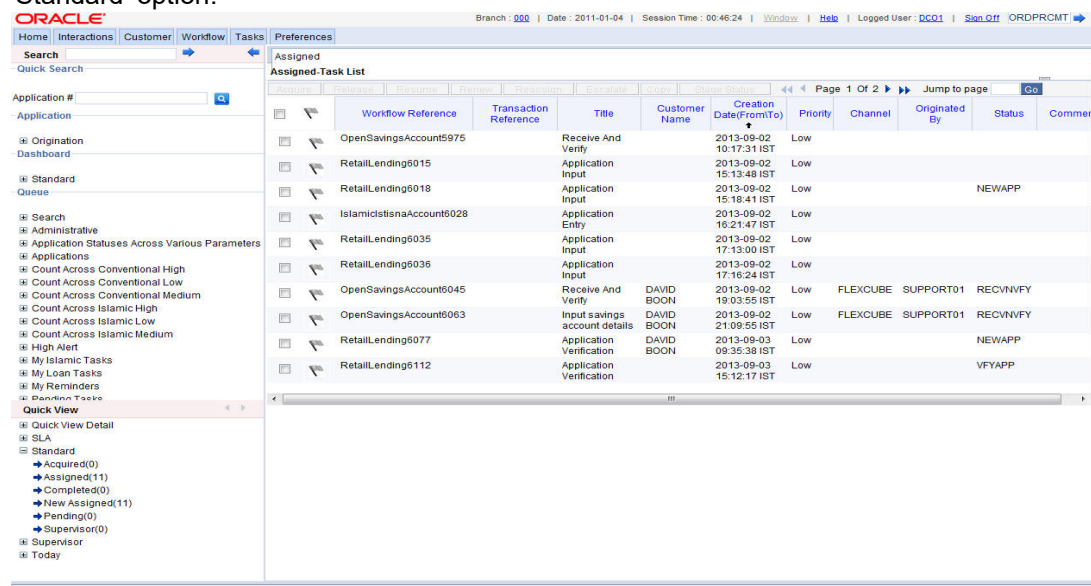 Standard option.
ORACLE
Branch : 000 | Date : 2011-01-04 | Session Time : 00:46:24 | Window | Help | Logged User : DCO1 | Sign Off ORDPRCMT
Home Interactions Customer Workflow Tasks Preferences
Search
Quick Search
Application #
Application
Origination
Dashboard
Standard
Queue
Search
Administrative
Application Statuses Across Various Parameters
Applications
Count Across Conventional High
Count Across Conventional Low
Count Across Conventional Medium
Count Across Islamic High
Count Across Islamic Low
Count Across Islamic Medium
High Alert
My Islamic Tasks
My Loan Tasks
My Reminders
Pending Tasks
Quick View
Quick View Detail
SLA
Standard
Acquired(0)
Assigned(11)
Completed(0)
New Assigned(11)
Pending(0)
Supervisor(0)
Supervisor
Today
Assigned
Assigned-Task List
Acquire Release Resume Renew Reassign Escalate Copy Stage Status Page 1 Of 2 Jump to page Go
Workflow Reference Transaction Reference Title Customer Name Creation Date(From\To) Priority Channel Originated By Status Commen
OpenSavingsAccount5975 Receive And Verify 2013-09-02 10:17:31 IST Low
RetailLending6015 Application Input 2013-09-02 15:13:48 IST Low
RetailLending6018 Application Input 2013-09-02 15:18:41 IST Low NEWAPP
IslamicIstisnaAccount6028 Application Entry 2013-09-02 16:21:47 IST Low
RetailLending6035 Application Input 2013-09-02 17:13:00 IST Low
RetailLending6036 Application Input 2013-09-02 17:16:24 IST Low
OpenSavingsAccount6045 Receive And Verify DAVID BOON 2013-09-02 19:03:55 IST Low FLEXCUBE SUPPORT01 RECVNVFY
OpenSavingsAccount6063 Input savings account details DAVID BOON 2013-09-02 21:09:55 IST Low FLEXCUBE SUPPORT01 RECVNVFY
RetailLending6077 Application Verification DAVID BOON 2013-09-03 09:35:38 IST Low NEWAPP
RetailLending6112 Application Verification 2013-09-03 15:12:17 IST Low VFYAPP